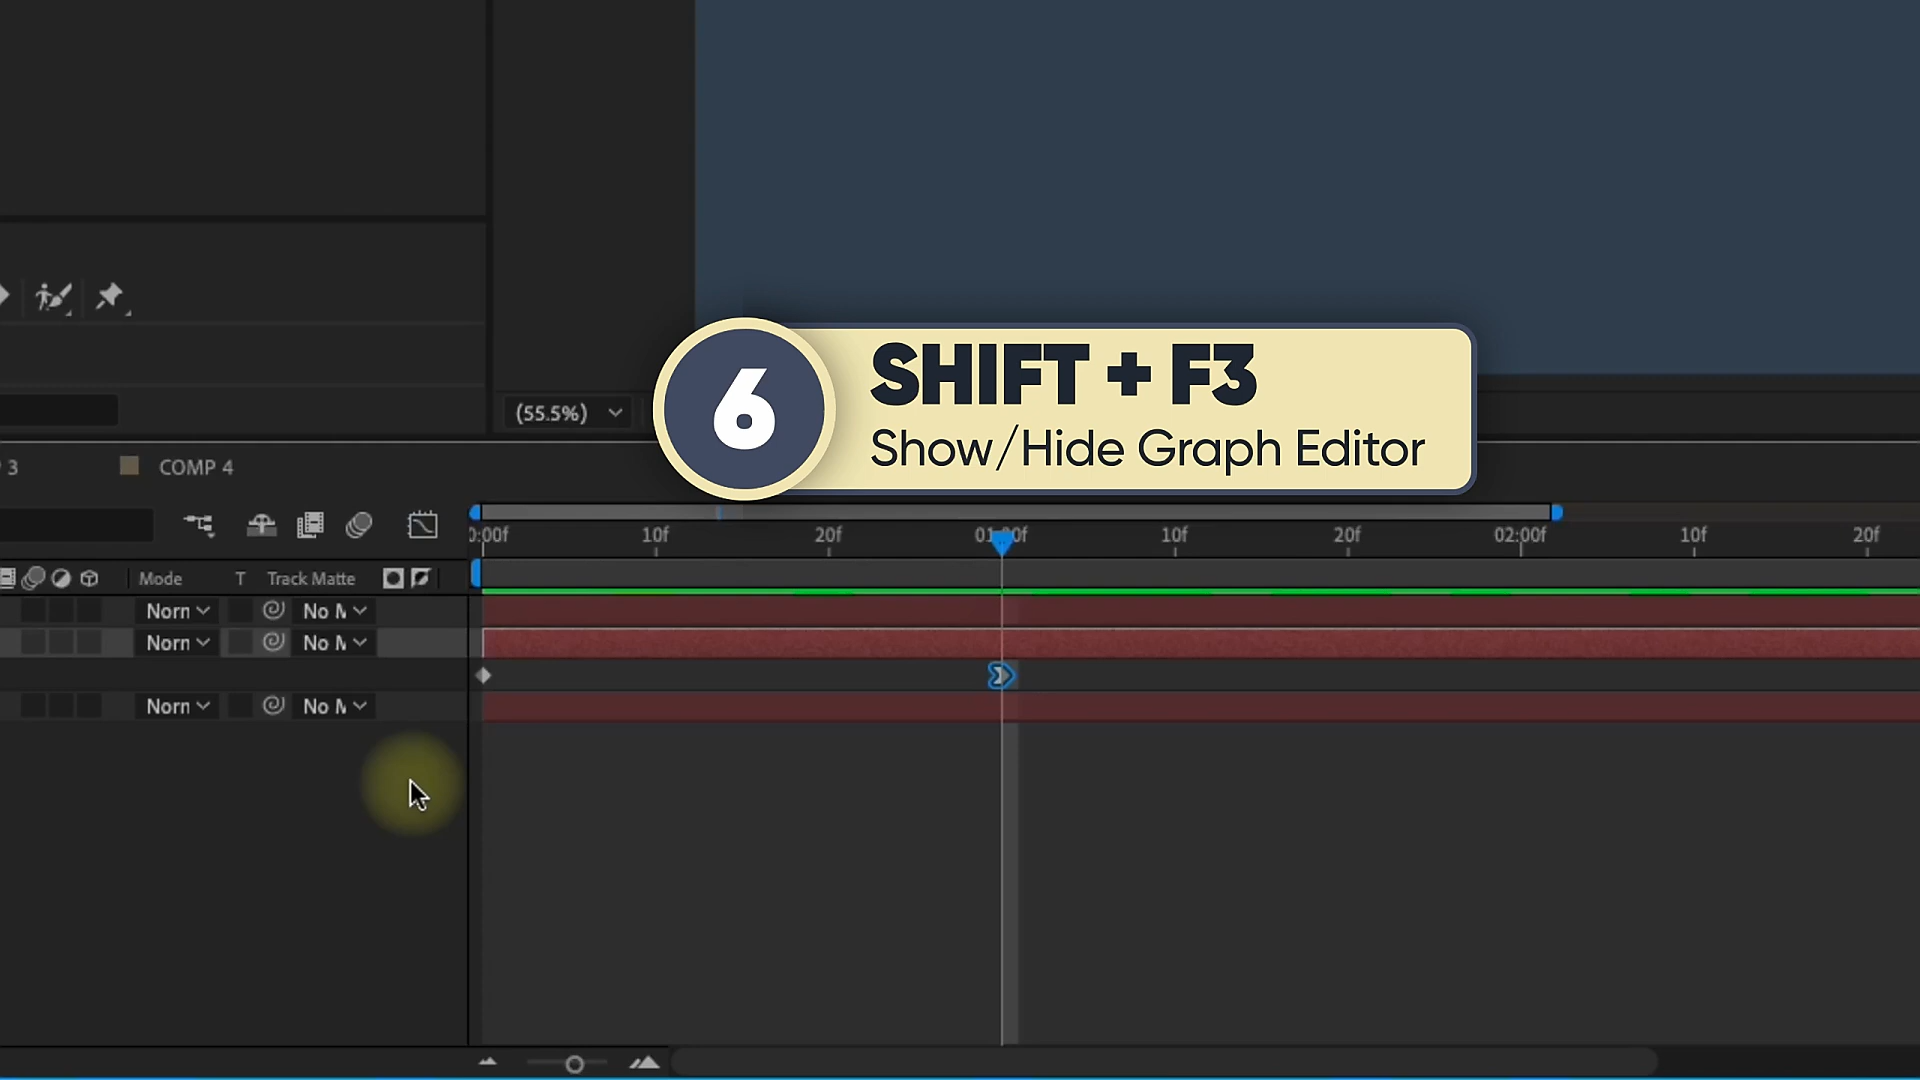 6
SHIFT + F3
Show/Hide Graph Editor
(55.5%)
3
COMP 4
0:00f 10f 20f 01:00f 10f 20f 02:00f 10f 20f
Mode T Track Matte
Norn No M
Norn No M
Norn No M